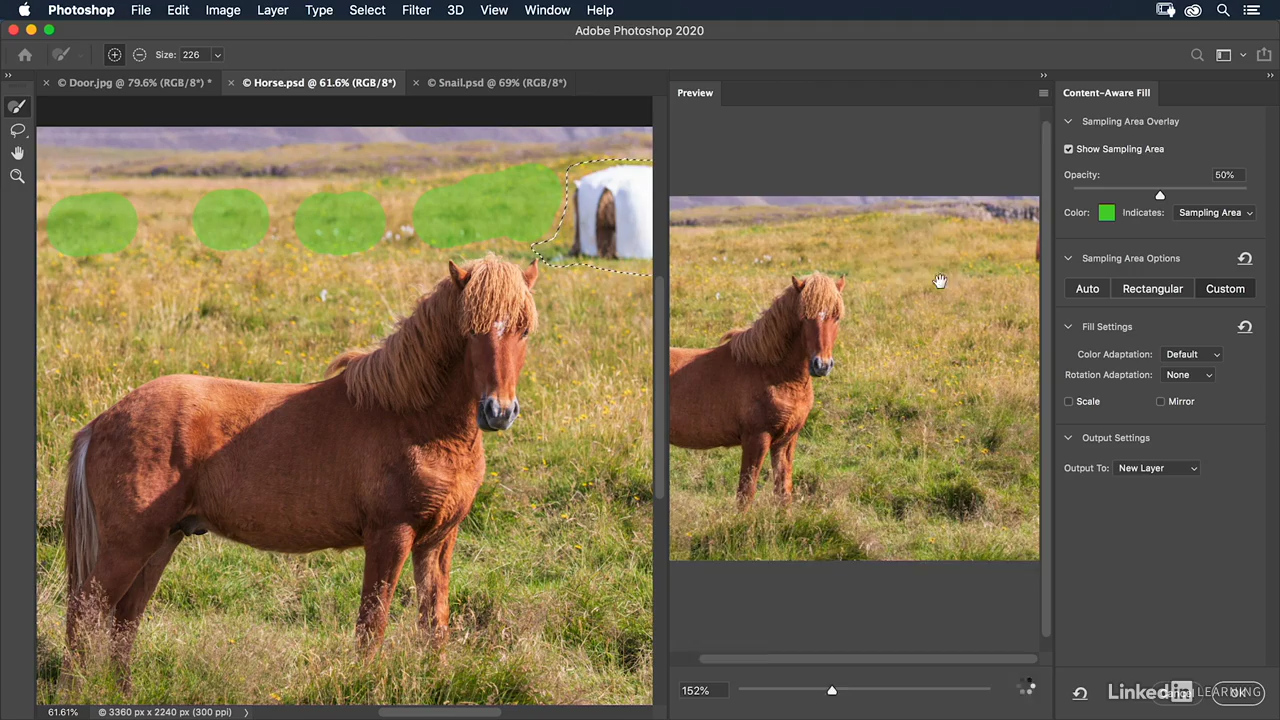 Photoshop File Edit Image Layer Type Select Filter 3D View Window Help
Adobe Photoshop 2020
Size: 226
© Door.jpg @ 79.6% (RGB/8*) *
© Horse.psd @ 61.6% (RGB/8*)
© Snail.psd @ 69% (RGB/8*)
Preview
Content-Aware Fill
Sampling Area Overlay
Show Sampling Area
Opacity: 50%
Color: Indicates: Sampling Area
Sampling Area Options
Auto Rectangular Custom
Fill Settings
Color Adaptation: Default
Rotation Adaptation: None
Scale Mirror
Output Settings
Output To: New Layer
152%
Cancel OK
LinkedIn LEARNING
61.61% © 3360 px x 2240 px (300 ppi)